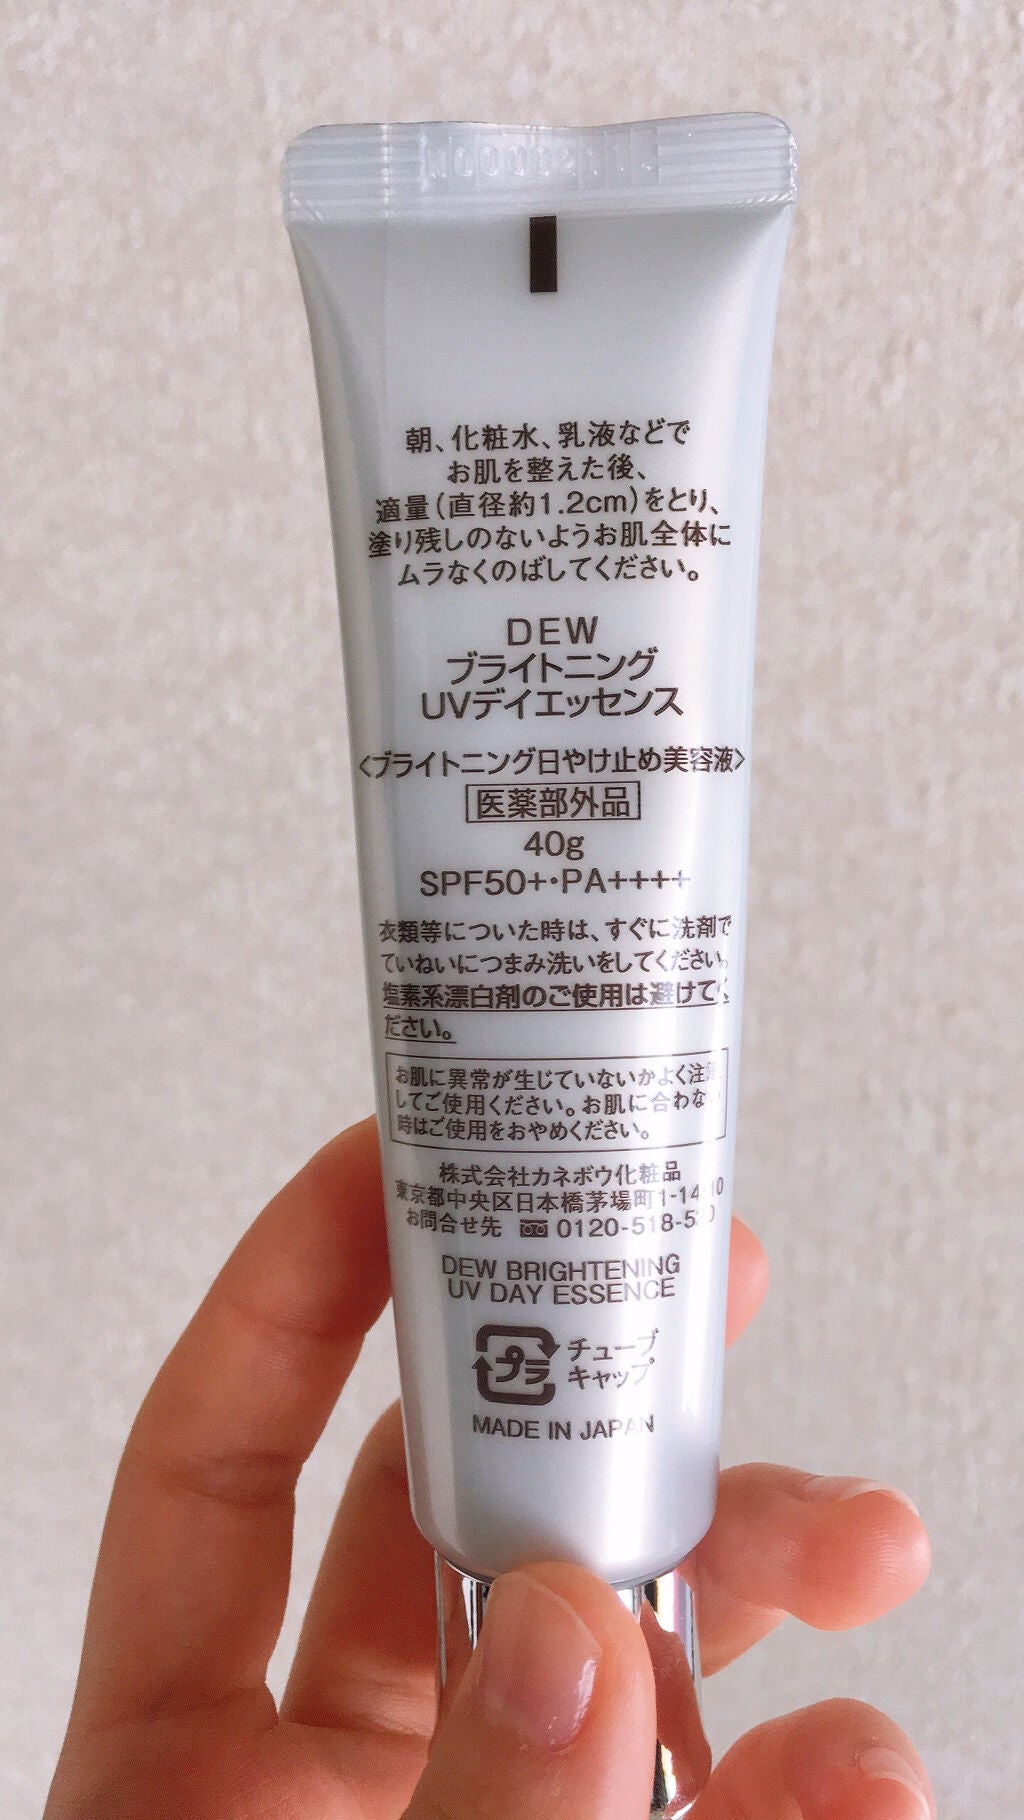 朝、化粧水、乳液などで
お肌を整えた後、
適量(直径約1.2cm)をとり、
塗り残しのないようお肌全体に
ムラなくのばしてください。
DEW
ブライトニング
UVデイエッセンス
〈ブライトニング日やけ止め美容液〉
医薬部外品
40g
SPF50+・PA++++
衣類等についた時は、すぐに洗剤で
ていねいにつまみ洗いをしてください。
塩素系漂白剤のご使用は避けてく
ださい。
お肌に異常が生じていないかよく注意
してご使用ください。お肌に合わない
時はご使用をおやめください。
株式会社カネボウ化粧品
東京都中央区日本橋茅場町1-14-10
お問合せ先 0120-518-520
DEW BRIGHTENING
UV DAY ESSENCE
プラ
チューブ
キャップ
MADE IN JAPAN